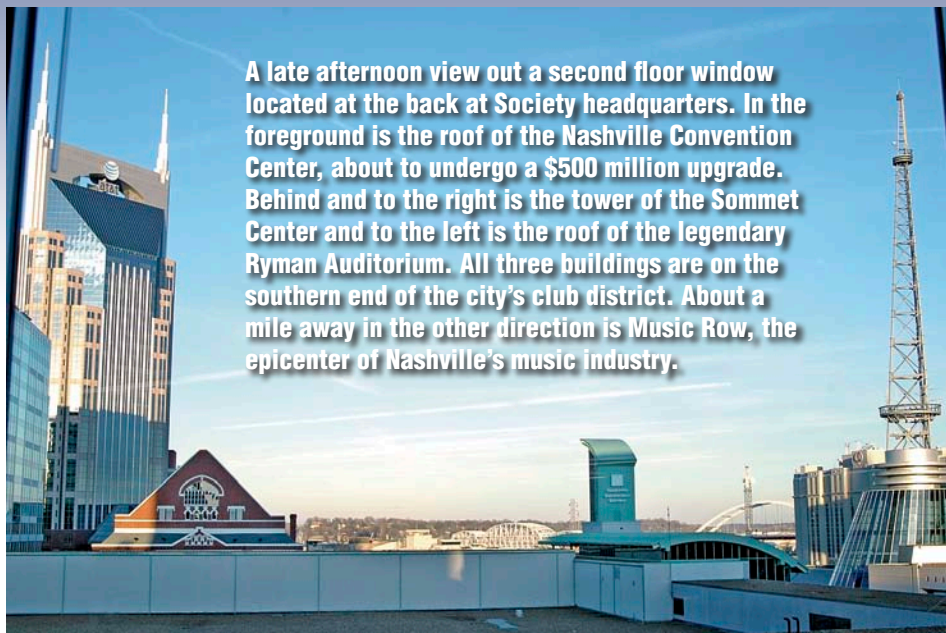 A late afternoon view out a second floor window
located at the back at Society headquarters. In the
foreground is the roof of the Nashville Convention
Center, about to undergo a $500 million upgrade.
Behind and to the right is the tower of the Sommet
Center and to the left is the roof of the legendary
Ryman Auditorium. All three buildings are on the
southern end of the city's club district. About a
mile away in the other direction is Music Row, the
epicenter of Nashville's music industry.
at&t